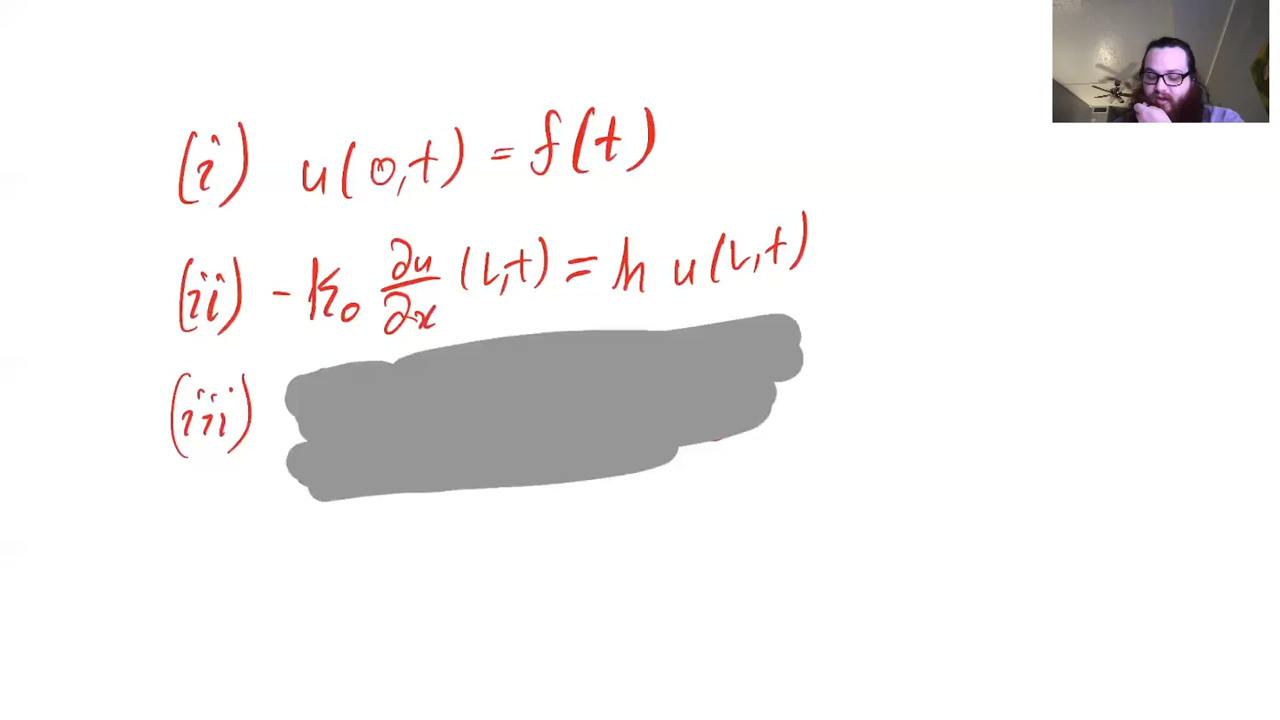 (i) u(0,t) = f(t)
(ii) -K₀ ∂u/∂x (L,t) = h u(L,t)
(iii)